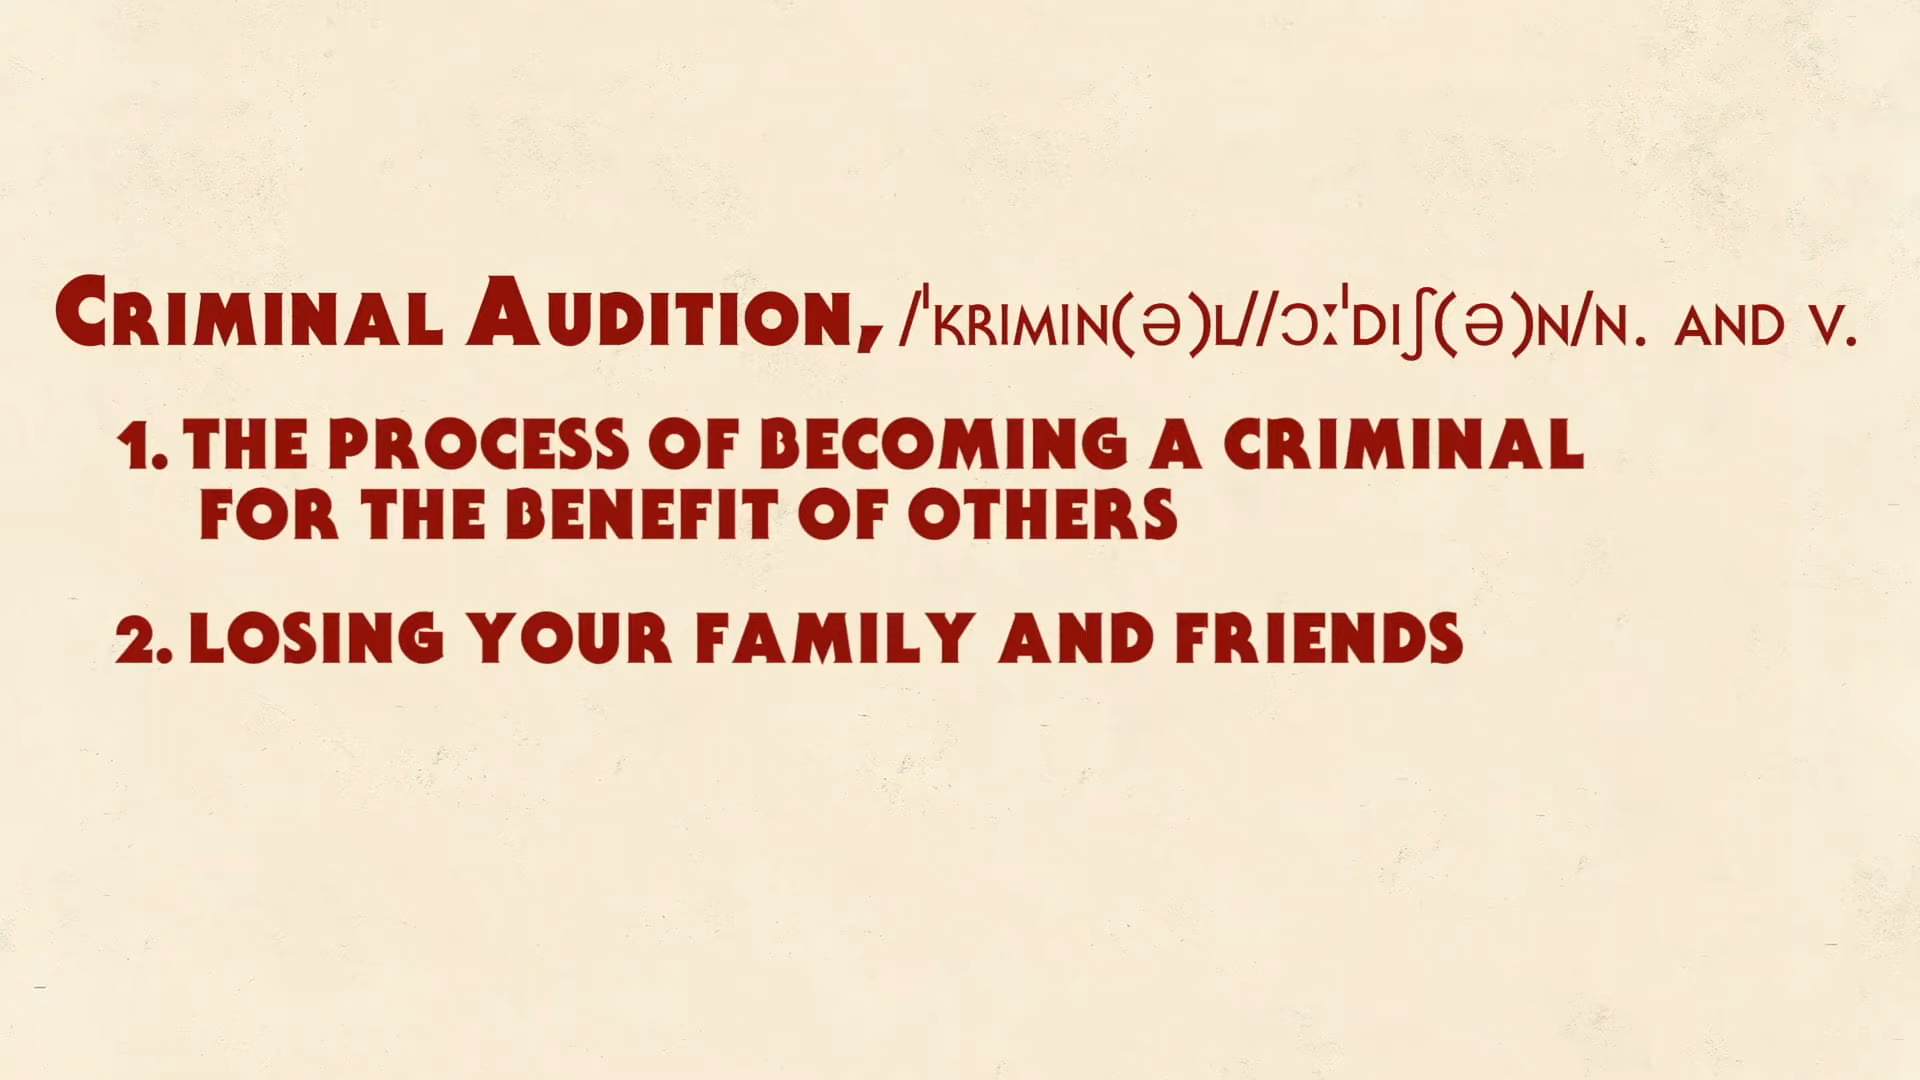 Criminal Audition, /ˈkrimin(ə)l//ɔːˈdiʃ(ə)n/n. and v.
1. THE PROCESS OF BECOMING A CRIMINAL
FOR THE BENEFIT OF OTHERS
2. LOSING YOUR FAMILY AND FRIENDS